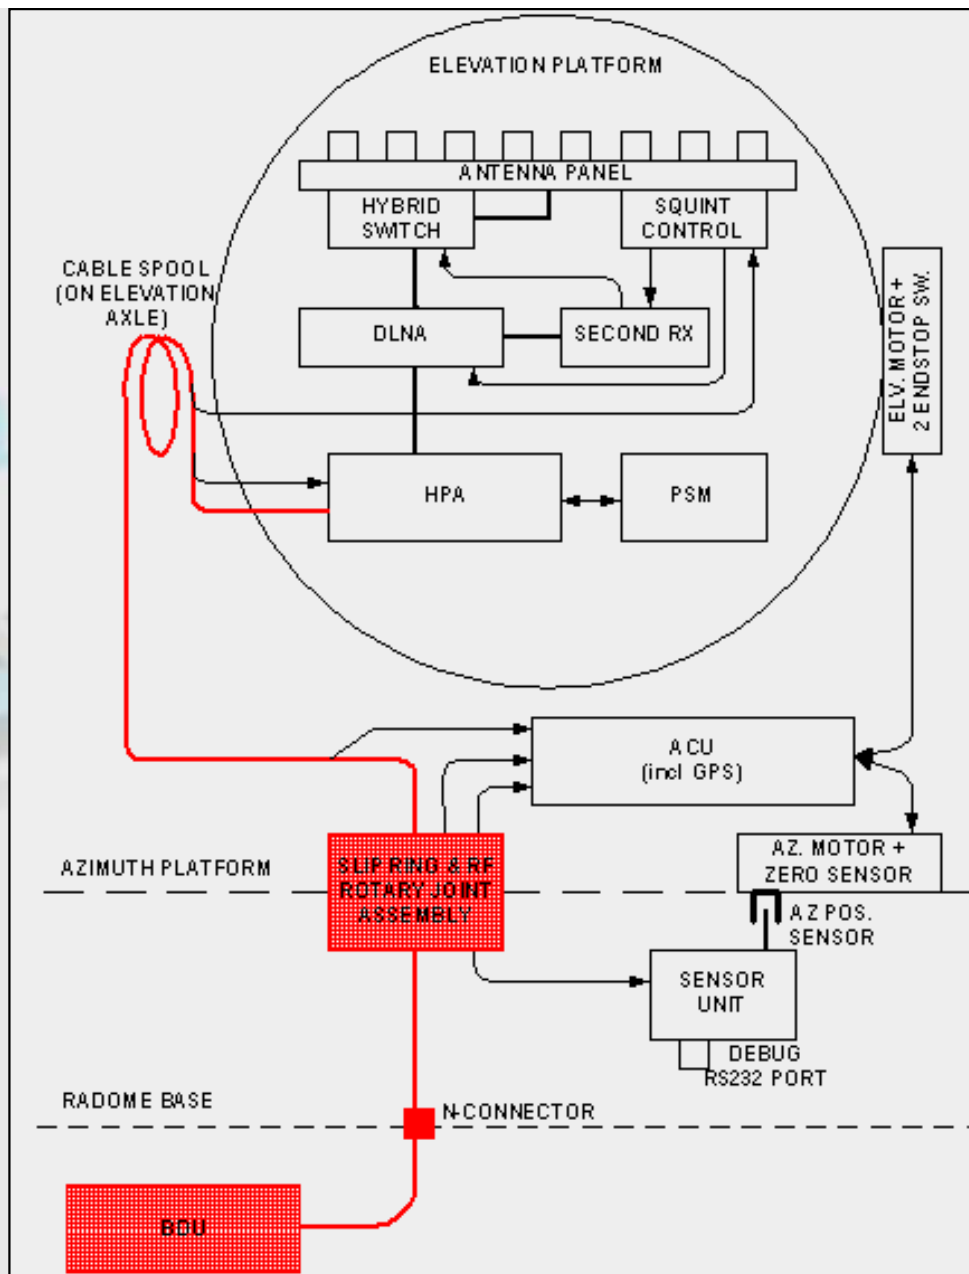 ELEVATION PLATFORM
ANTENNA PANEL
HYBRID
SWITCH
SQUINT
CONTROL
CABLE SPOOL
(ON ELEVATION
AXLE)
DLNA
SECOND RX
ELV. MOTOR +
2 ENDSTOP SW.
HPA
PSM
ACU
(incl GPS)
AZIMUTH PLATFORM
SLIP RING & RF
ROTARY JOINT
ASSEMBLY
AZ. MOTOR +
ZERO SENSOR
AZ POS.
SENSOR
SENSOR
UNIT
DEBUG
RS232 PORT
RADOME BASE
N-CONNECTOR
BDU